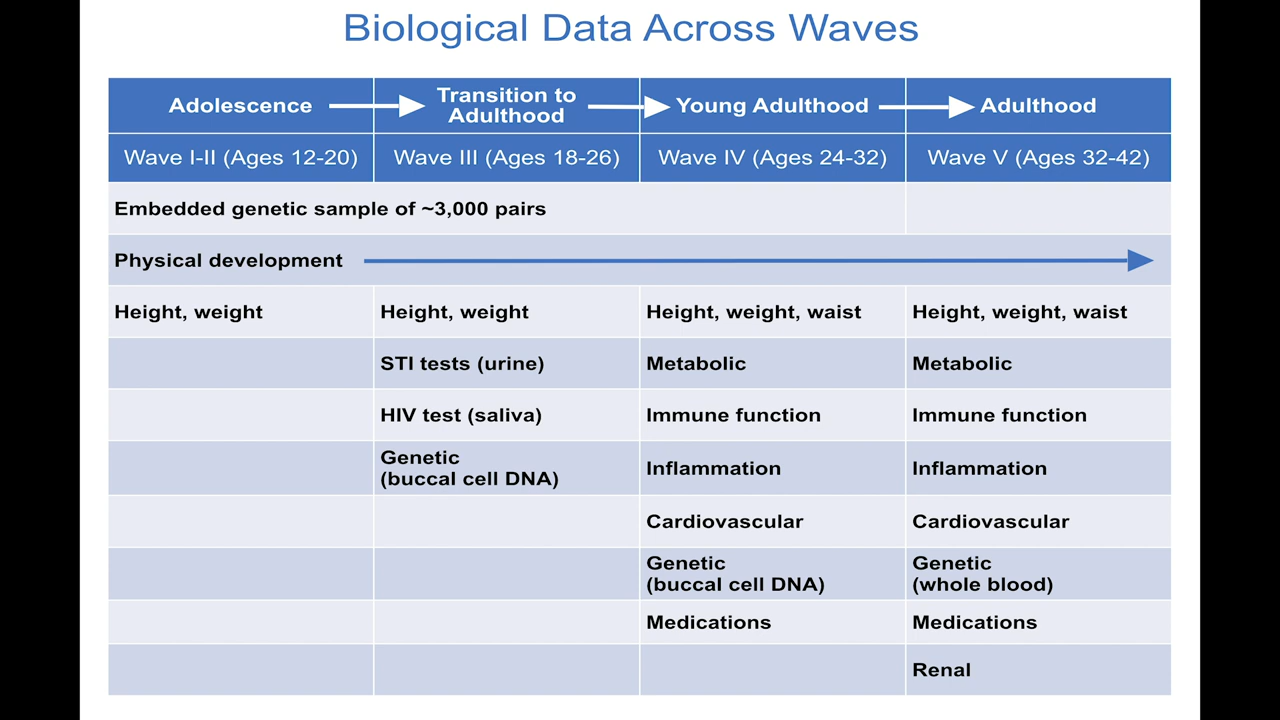 Biological Data Across Waves
Adolescence
Transition to
Adulthood
Young Adulthood
Adulthood
Wave I-II (Ages 12-20)
Wave III (Ages 18-26)
Wave IV (Ages 24-32)
Wave V (Ages 32-42)
Embedded genetic sample of ~3,000 pairs
Physical development
Height, weight
Height, weight
Height, weight, waist
Height, weight, waist
STI tests (urine)
Metabolic
Metabolic
HIV test (saliva)
Immune function
Immune function
Genetic
(buccal cell DNA)
Inflammation
Inflammation
Cardiovascular
Cardiovascular
Genetic
(buccal cell DNA)
Genetic
(whole blood)
Medications
Medications
Renal